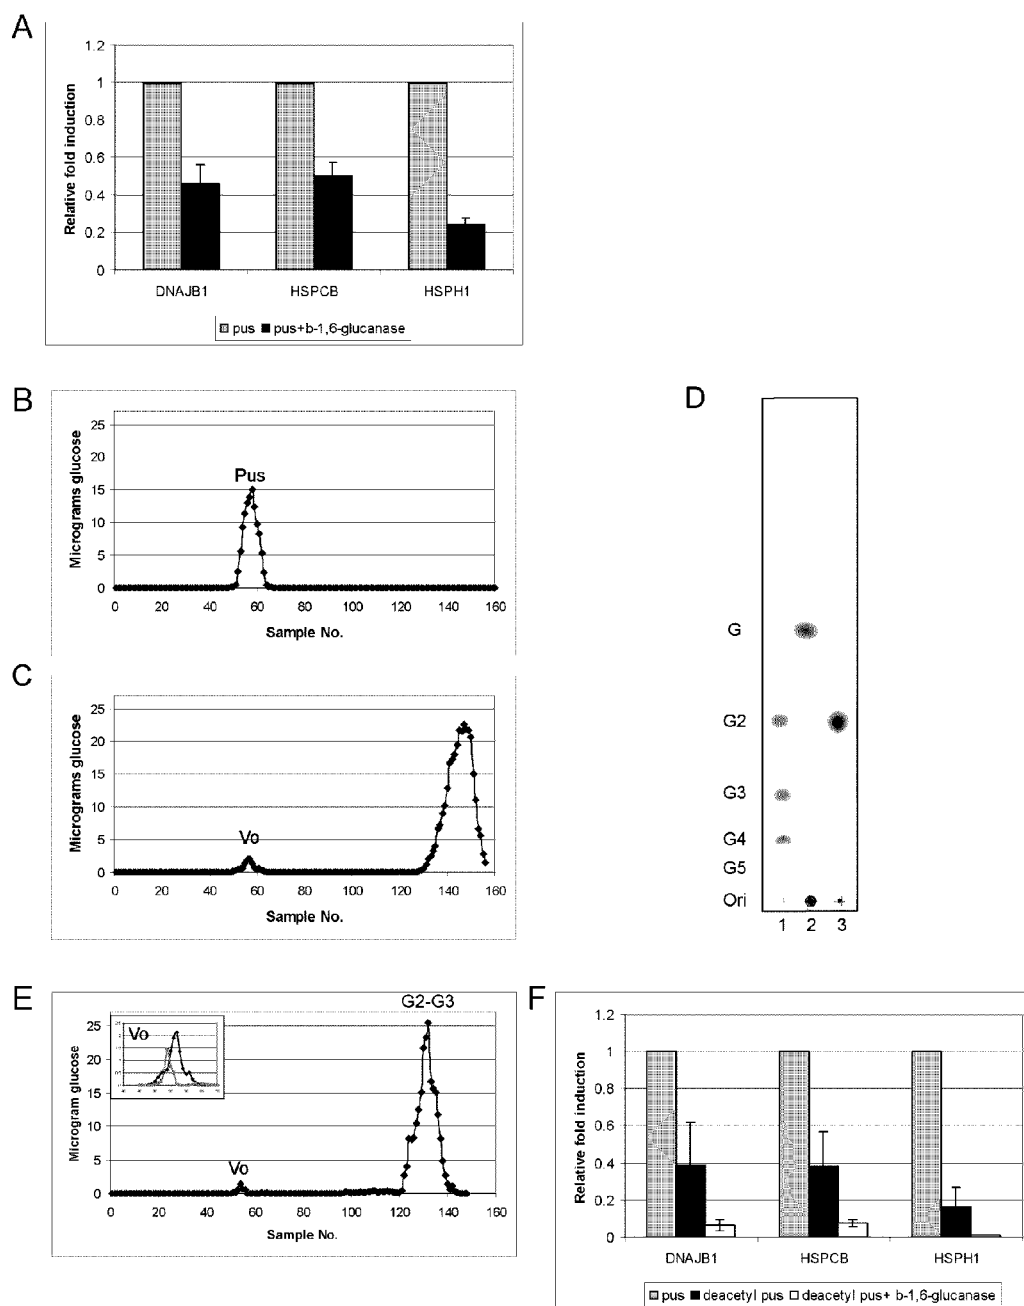 A
Relative fold induction
1.2
1
0.8
0.6
0.4
0.2
0
DNAJB1 HSPCB HSPH1
pus pus+b-1,6-glucanase
B
Micrograms glucose
25
20
15
10
5
0
Pus
0 20 40 60 80 100 120 140 160
Sample No.
C
Micrograms glucose
25
20
15
10
5
0
Vo
0 20 40 60 80 100 120 140 160
Sample No.
D
G
G2
G3
G4
G5
Ori
1 2 3
E
G2-G3
Microgram glucose
25
20
15
10
5
0
Vo
Vo
0 20 40 60 80 100 120 140 160
Sample No.
F
Relative fold induction
1.2
1
0.8
0.6
0.4
0.2
0
DNAJB1 HSPCB HSPH1
pus deacetyl pus deacetyl pus+ b-1,6-glucanase